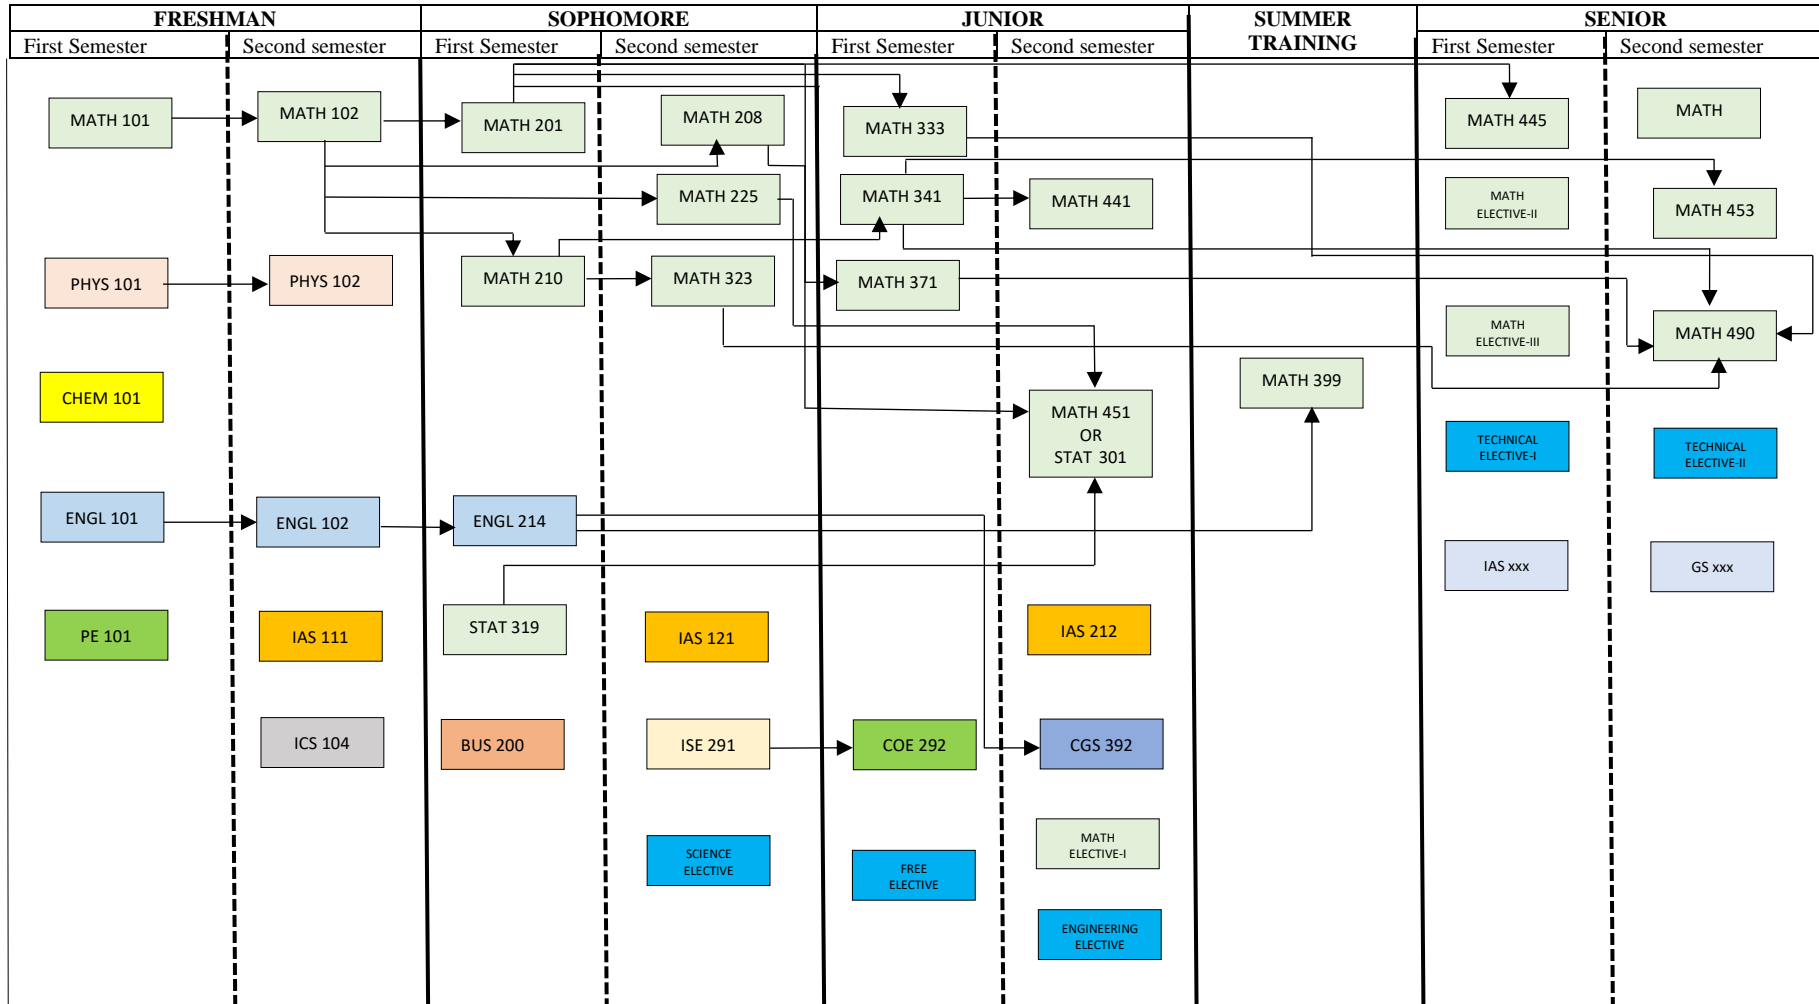 FRESHMAN
SOPHOMORE
JUNIOR
SUMMER
TRAINING
SENIOR
First Semester
Second semester
First Semester
Second semester
First Semester
Second semester
First Semester
Second semester
MATH 101
MATH 102
MATH 201
MATH 208
MATH 333
MATH 445
MATH
MATH 225
MATH 341
MATH 441
MATH
ELECTIVE-II
MATH 453
PHYS 101
PHYS 102
MATH 210
MATH 323
MATH 371
MATH
ELECTIVE-III
MATH 490
CHEM 101
MATH 451
OR
STAT 301
MATH 399
TECHNICAL
ELECTIVE-I
TECHNICAL
ELECTIVE-II
ENGL 101
ENGL 102
ENGL 214
IAS xxx
GS xxx
PE 101
IAS 111
STAT 319
IAS 121
IAS 212
ICS 104
BUS 200
ISE 291
COE 292
CGS 392
SCIENCE
ELECTIVE
FREE
ELECTIVE
MATH
ELECTIVE-I
ENGINEERING
ELECTIVE